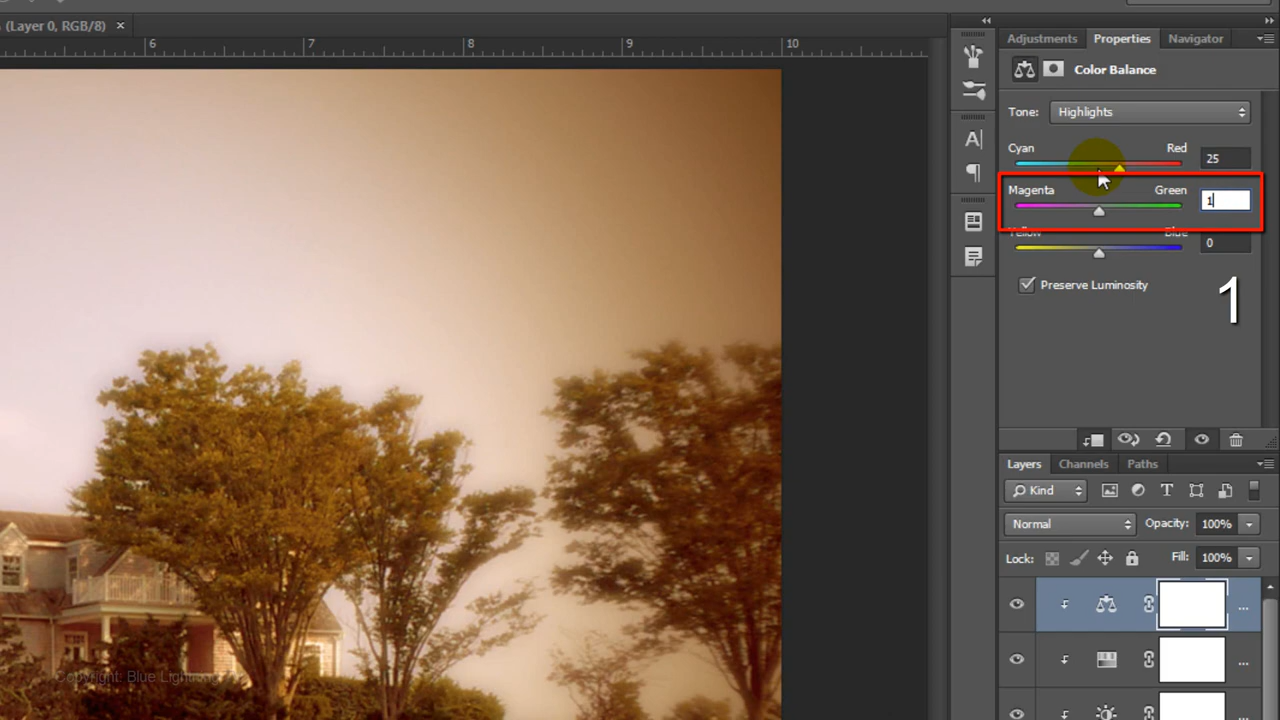 (Layer 0, RGB/8) ×
6 7 8 9 10
Adjustments Properties Navigator
Color Balance
Tone: Highlights
Cyan Red 25
Magenta Green 1
Yellow Blue 0
Preserve Luminosity
1
Layers Channels Paths
Kind
Normal Opacity: 100%
Lock: Fill: 100%
Copyright: Blue Lightning